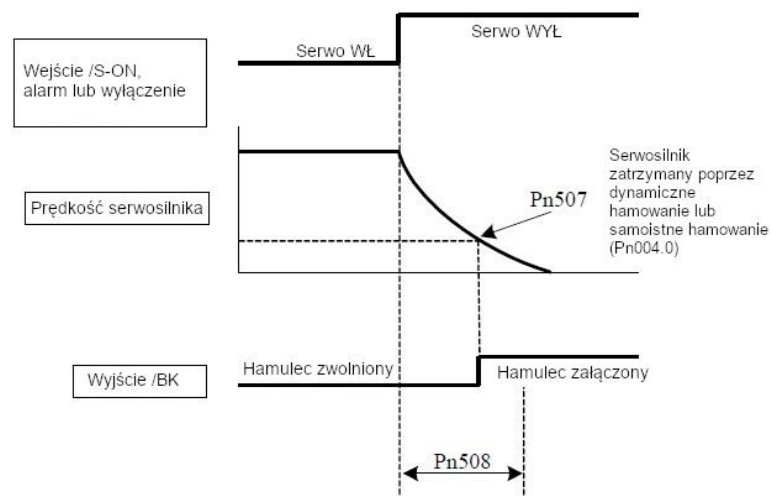 Wejście /S-ON,
alarm lub wyłączenie
Serwo WŁ
Serwo WYŁ
Prędkość serwosilnika
Pn507
Serwosilnik
zatrzymany poprzez
dynamiczne
hamowanie lub
samoistne hamowanie
(Pn004.0)
Wyjście /BK
Hamulec zwolniony
Hamulec załączony
Pn508